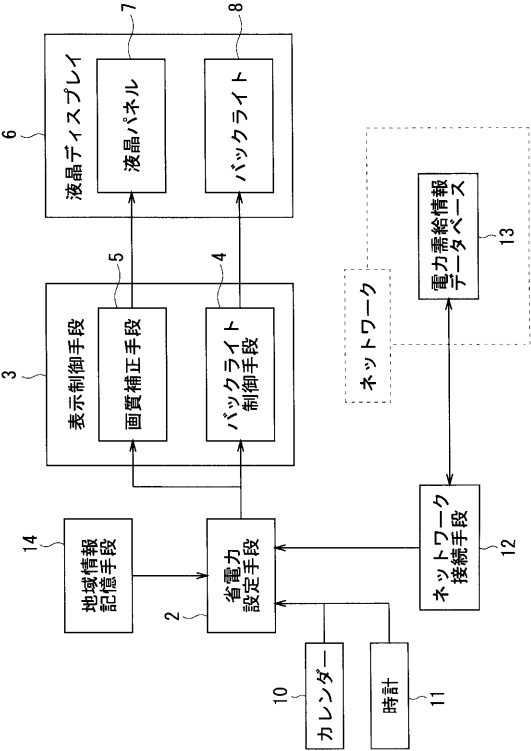 14
地域情報
記憶手段
2
省電力
設定手段
10
カレンダー
11
時計
3
表示制御手段
5
画質補正手段
4
バックライト
制御手段
6
液晶ディスプレイ
7
液晶パネル
8
バックライト
12
ネットワーク
接続手段
ネットワーク
13
電力需給情報
データベース